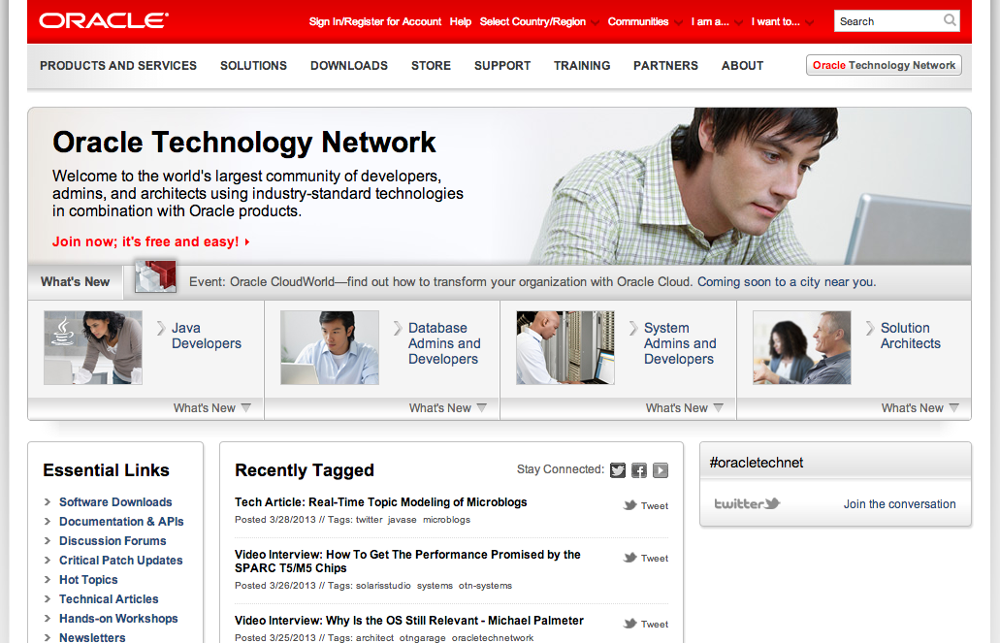 ORACLE®
Sign In/Register for Account Help Select Country/Region Communities I am a... I want to... Search
PRODUCTS AND SERVICES SOLUTIONS DOWNLOADS STORE SUPPORT TRAINING PARTNERS ABOUT Oracle Technology Network
Oracle Technology Network
Welcome to the world's largest community of developers,
admins, and architects using industry-standard technologies
in combination with Oracle products.
Join now; it's free and easy!
What's New Event: Oracle CloudWorld—find out how to transform your organization with Oracle Cloud. Coming soon to a city near you.
Java
Developers
What's New
Database
Admins and
Developers
What's New
System
Admins and
Developers
What's New
Solution
Architects
What's New
Essential Links
Software Downloads
Documentation & APIs
Discussion Forums
Critical Patch Updates
Hot Topics
Technical Articles
Hands-on Workshops
Newsletters
Recently Tagged
Stay Connected:
Tech Article: Real-Time Topic Modeling of Microblogs
Tweet
Posted 3/28/2013 // Tags: twitter javase microblogs
Video Interview: How To Get The Performance Promised by the
SPARC T5/M5 Chips
Tweet
Posted 3/26/2013 // Tags: solarisstudio systems otn-systems
Video Interview: Why Is the OS Still Relevant - Michael Palmeter
Tweet
Posted 3/25/2013 // Tags: architect otngarage oracletechnetwork
#oracletechnet
twitter
Join the conversation